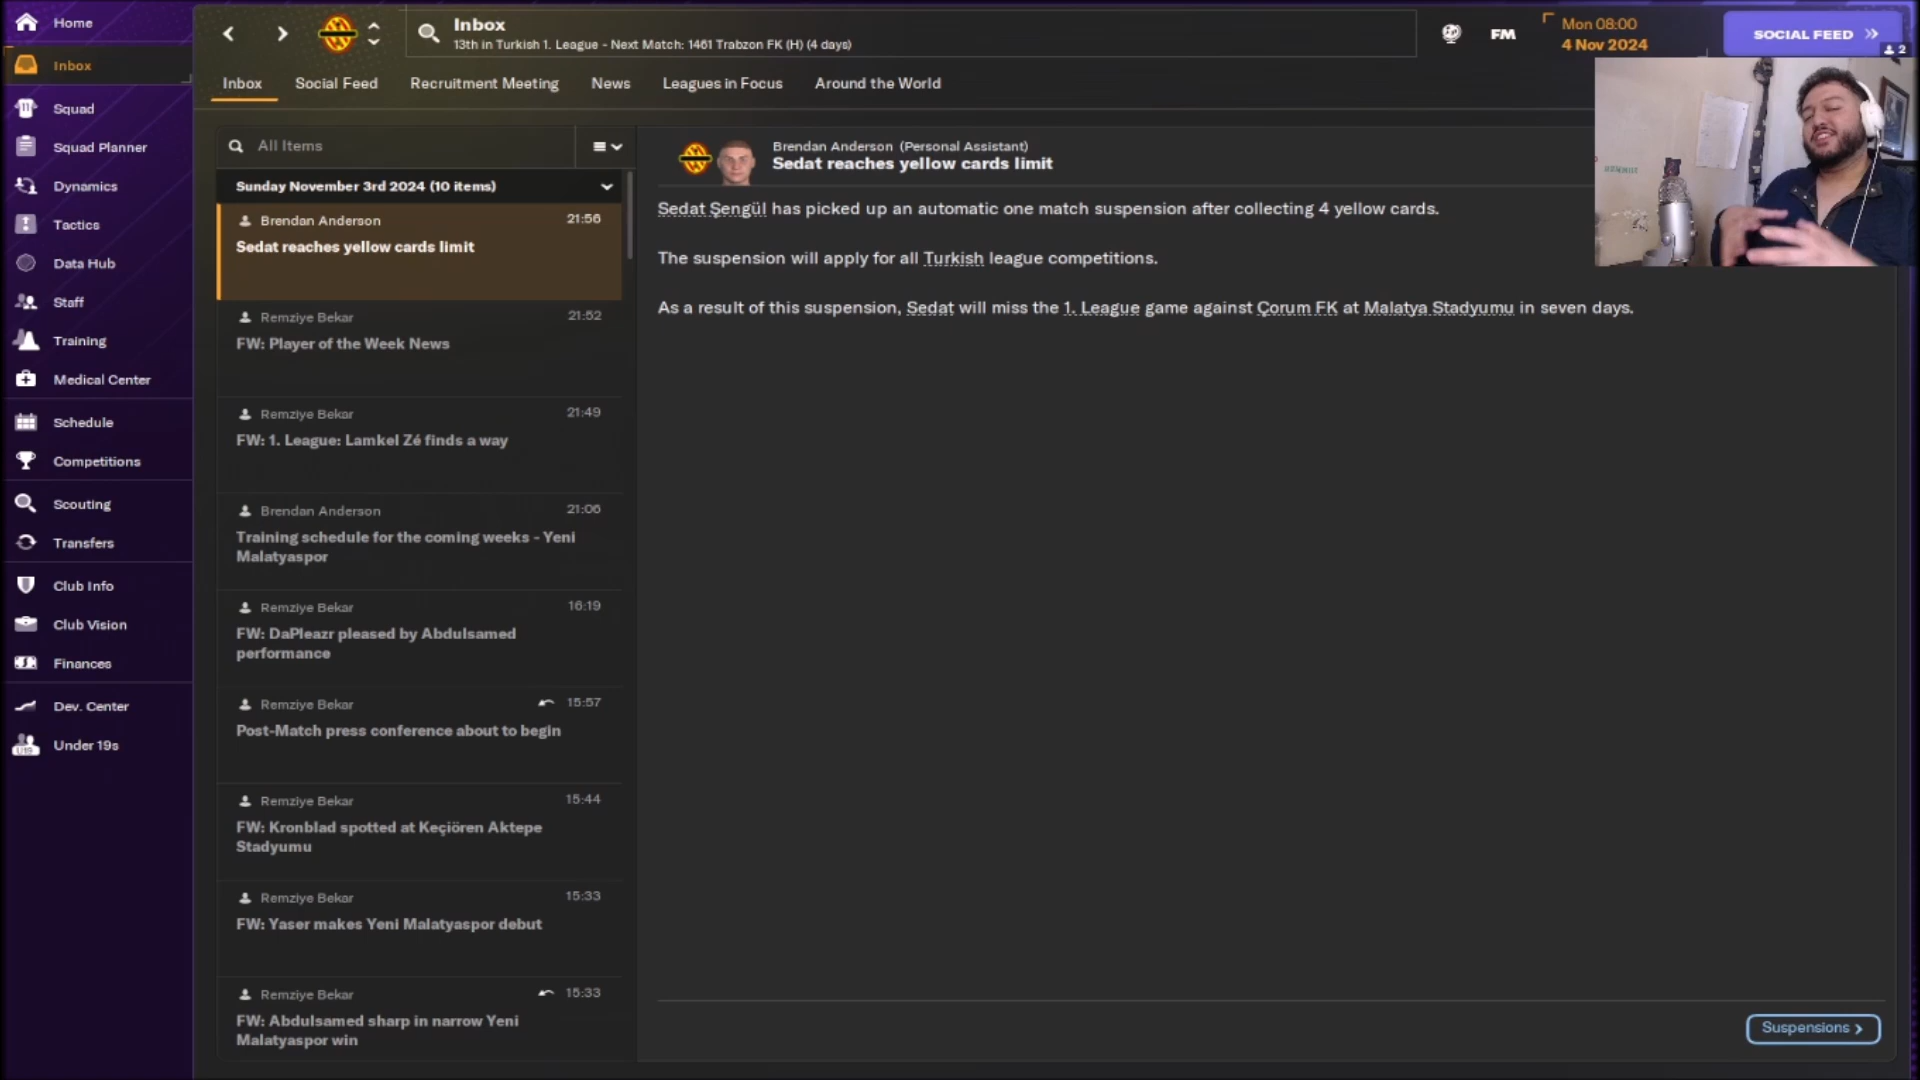 Home
Inbox
Squad
Squad Planner
Dynamics
Tactics
Data Hub
Staff
Training
Medical Center
Schedule
Competitions
Scouting
Transfers
Club Info
Club Vision
Finances
Dev. Center
U19
Under 19s
Inbox
13th in Turkish 1. League - Next Match: 1461 Trabzon FK (H) (4 days)
FM
Mon 08:00
4 Nov 2024
SOCIAL FEED
2
Inbox
Social Feed
Recruitment Meeting
News
Leagues in Focus
Around the World
All Items
Sunday November 3rd 2024 (10 items)
Brendan Anderson 21:56
Sedat reaches yellow cards limit
Remziye Bekar 21:52
FW: Player of the Week News
Remziye Bekar 21:49
FW: 1. League: Lamkel Zé finds a way
Brendan Anderson 21:06
Training schedule for the coming weeks - Yeni
Malatyaspor
Remziye Bekar 16:19
FW: DaPleazr pleased by Abdulsamed
performance
Remziye Bekar 15:57
Post-Match press conference about to begin
Remziye Bekar 15:44
FW: Kronblad spotted at Keçiören Aktepe
Stadyumu
Remziye Bekar 15:33
FW: Yaser makes Yeni Malatyaspor debut
Remziye Bekar 15:33
FW: Abdulsamed sharp in narrow Yeni
Malatyaspor win
Brendan Anderson (Personal Assistant)
Sedat reaches yellow cards limit
Sedat Şengül has picked up an automatic one match suspension after collecting 4 yellow cards.
The suspension will apply for all Turkish league competitions.
As a result of this suspension, Sedat will miss the 1. League game against Çorum FK at Malatya Stadyumu in seven days.
Suspensions